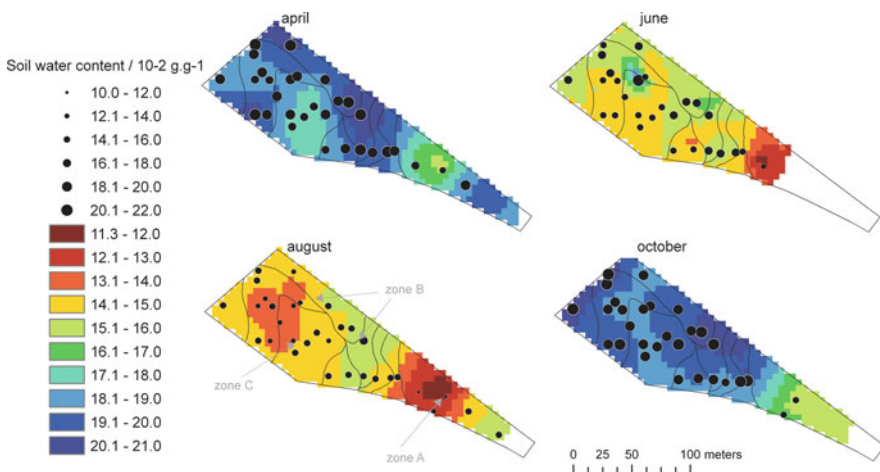 april
june
Soil water content / 10-2 g.g-1
10.0 - 12.0
12.1 - 14.0
14.1 - 16.0
16.1 - 18.0
18.1 - 20.0
20.1 - 22.0
11.3 - 12.0
12.1 - 13.0
13.1 - 14.0
14.1 - 15.0
15.1 - 16.0
16.1 - 17.0
17.1 - 18.0
18.1 - 19.0
19.1 - 20.0
20.1 - 21.0
august
zone B
zone C
zone A
october
0 25 50 100 meters